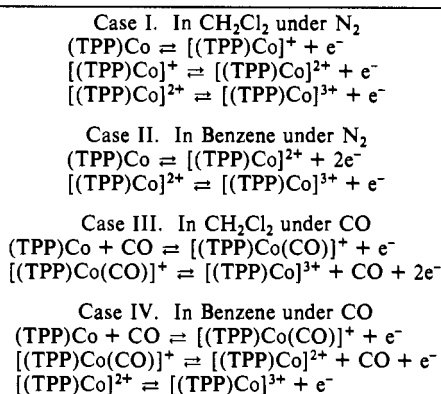 Case I. In CH₂Cl₂ under N₂
(TPP)Co ⇌ [(TPP)Co]⁺ + e⁻
[(TPP)Co]⁺ ⇌ [(TPP)Co]²⁺ + e⁻
[(TPP)Co]²⁺ ⇌ [(TPP)Co]³⁺ + e⁻
Case II. In Benzene under N₂
(TPP)Co ⇌ [(TPP)Co]²⁺ + 2e⁻
[(TPP)Co]²⁺ ⇌ [(TPP)Co]³⁺ + e⁻
Case III. In CH₂Cl₂ under CO
(TPP)Co + CO ⇌ [(TPP)Co(CO)]⁺ + e⁻
[(TPP)Co(CO)]⁺ ⇌ [(TPP)Co]³⁺ + CO + 2e⁻
Case IV. In Benzene under CO
(TPP)Co + CO ⇌ [(TPP)Co(CO)]⁺ + e⁻
[(TPP)Co(CO)]⁺ ⇌ [(TPP)Co]²⁺ + CO + e⁻
[(TPP)Co]²⁺ ⇌ [(TPP)Co]³⁺ + e⁻